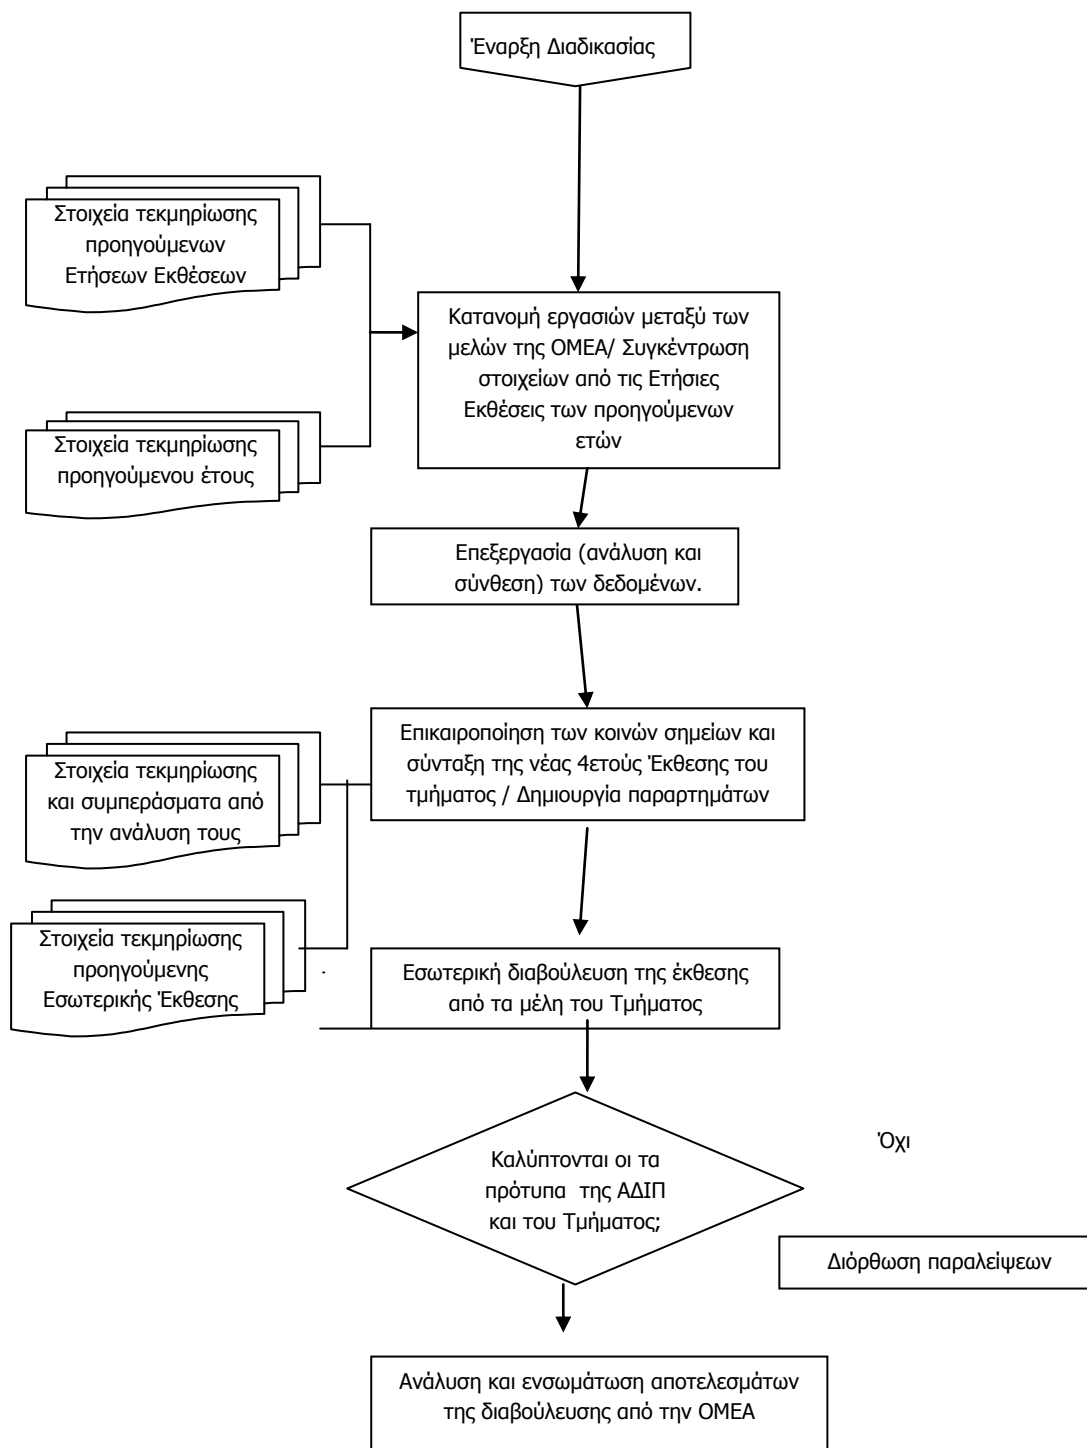 Έναρξη Διαδικασίας
Στοιχεία τεκμηρίωσης
προηγούμενων
Ετήσεων Εκθέσεων
Κατανομή εργασιών μεταξύ των
μελών της ΟΜΕΑ/ Συγκέντρωση
στοιχείων από τις Ετήσιες
Εκθέσεις των προηγούμενων
ετών
Στοιχεία τεκμηρίωσης
προηγούμενου έτους
Επεξεργασία (ανάλυση και
σύνθεση) των δεδομένων.
Επικαιροποίηση των κοινών σημείων και
σύνταξη της νέας 4ετούς Έκθεσης του
τμήματος / Δημιουργία παραρτημάτων
Στοιχεία τεκμηρίωσης
και συμπεράσματα από
την ανάλυση τους
Στοιχεία τεκμηρίωσης
προηγούμενης
Εσωτερικής Έκθεσης
Εσωτερική διαβούλευση της έκθεσης
από τα μέλη του Τμήματος
Καλύπτονται οι τα
πρότυπα της ΑΔΙΠ
και του Τμήματος;
Όχι
Διόρθωση παραλείψεων
Ανάλυση και ενσωμάτωση αποτελεσμάτων
της διαβούλευσης από την ΟΜΕΑ